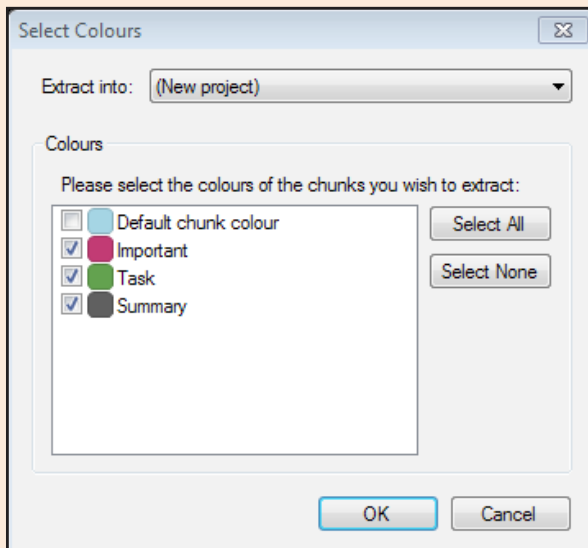 Select Colours
Extract into: (New project)
Colours
Please select the colours of the chunks you wish to extract:
Default chunk colour
Important
Task
Summary
Select All
Select None
OK
Cancel